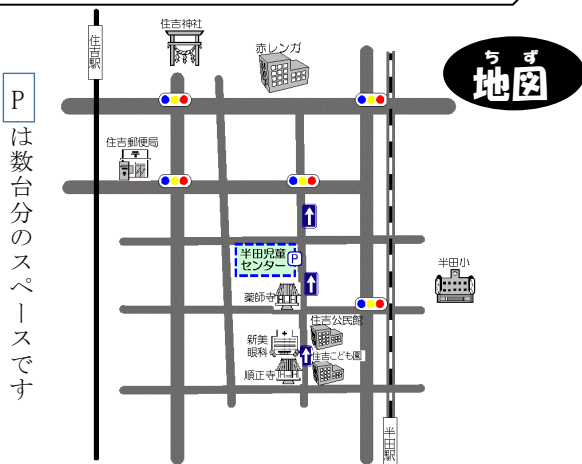 ちず
地図
住吉駅
住吉神社
赤レンガ
住吉郵便局
Pは数台分のスペースです
半田児童
センター
P
半田小
薬師寺
住吉公民館
新美
眼科
住吉こども園
順正寺
半田駅